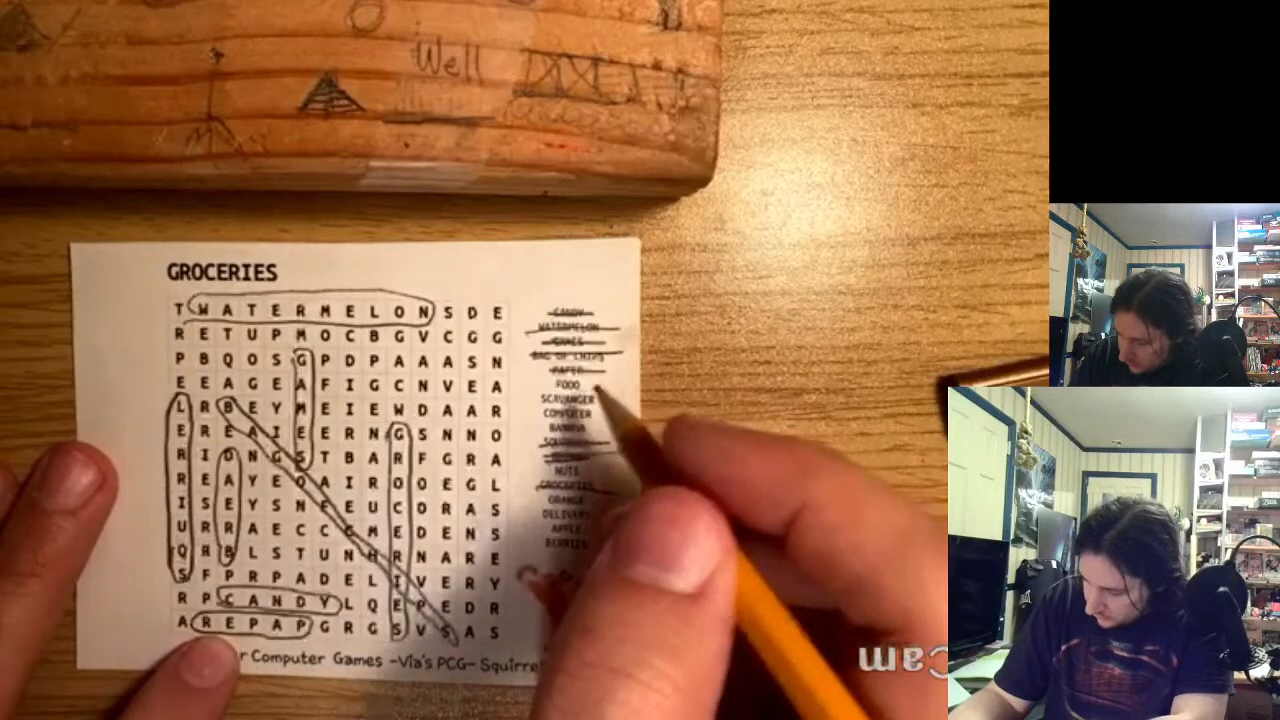 Well
GROCERIES
T W A T E R M E L O N S D E
R E T U P M O C B G V C G G
P B Q O S G P D P A A A S N
E E A G E A F I G C N V E A
L R B E Y M E I E W D A A R
E R E A I E E R N G S N N O
R I D N G S T B A R F G R A
R E A Y E O A I R O O E G L
I S E Y S N F E U C O R A S
U R R A E C C G M E D E N S
Q R B L S T U N H R N A R E
S F P R P A D E L I V E R Y
R P C A N D Y L Q E P E D R
A R E P A P G R G S V S A S
CANDY
WATERMELON
GAMES
BAG OF CHIPS
PAPER
FOOD
SCAVANGER
COMPUTER
BANANA
NUTS
GROCERIES
ORANGE
DELIVERY
APPLE
BERRIES
r Computer Games -Via's PCG- Squirre
Cam